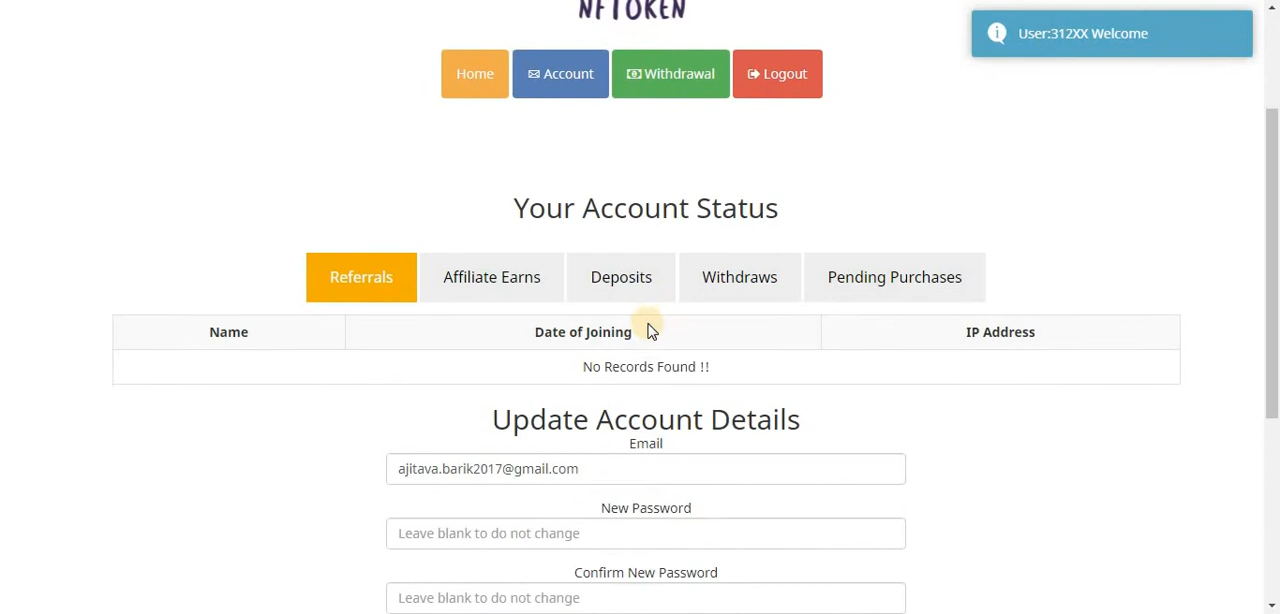 NFTOKEN
User:312XX Welcome
Home Account Withdrawal Logout
Your Account Status
Referrals Affiliate Earns Deposits Withdraws Pending Purchases
Name Date of Joining IP Address
No Records Found !!
Update Account Details
Email
ajitava.barik2017@gmail.com
New Password
Leave blank to do not change
Confirm New Password
Leave blank to do not change